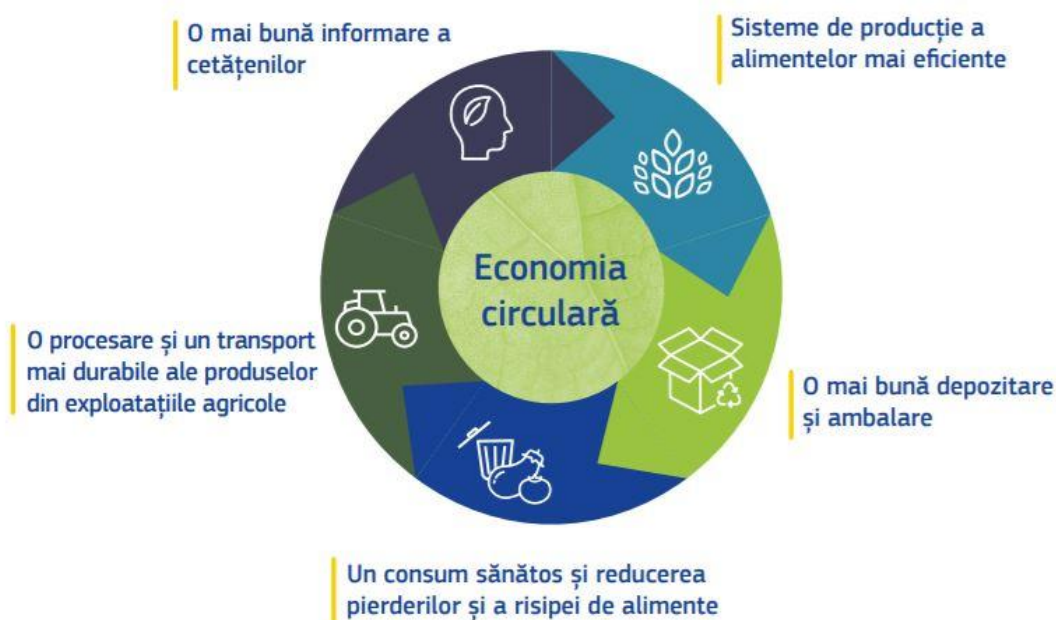 O mai bună informare a
cetățenilor
Sisteme de producție a
alimentelor mai eficiente
Economia
circulară
O procesare și un transport
mai durabile ale produselor
din exploatațiile agricole
O mai bună depozitare
și ambalare
Un consum sănătos și reducerea
pierderilor și a risipei de alimente